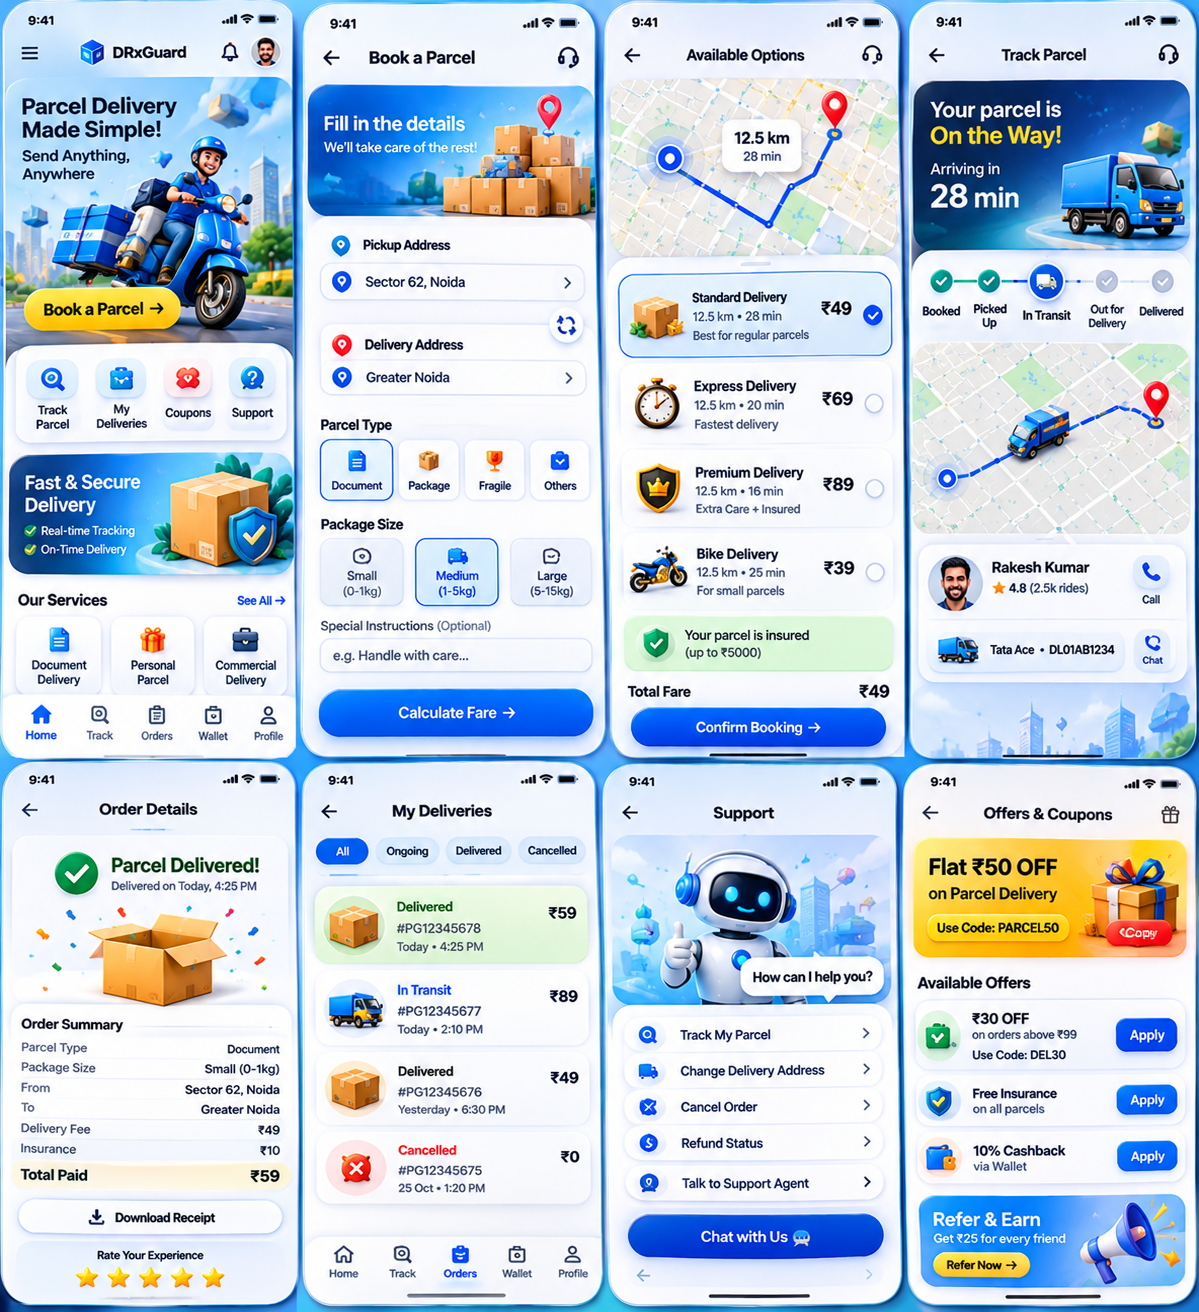 9:41
DRxGuard
Parcel Delivery
Made Simple!
Send Anything,
Anywhere
Book a Parcel →
Track
Parcel
My
Deliveries
Coupons
Support
Fast & Secure
Delivery
Real-time Tracking
On-Time Delivery
Our Services
See All →
Document
Delivery
Personal
Parcel
Commercial
Delivery
Home
Track
Orders
Wallet
Profile
9:41
Book a Parcel
Fill in the details
We'll take care of the rest!
Pickup Address
Sector 62, Noida
Delivery Address
Greater Noida
Parcel Type
Document
Package
Fragile
Others
Package Size
Small
(0-1kg)
Medium
(1-5kg)
Large
(5-15kg)
Special Instructions (Optional)
e.g. Handle with care...
Calculate Fare →
9:41
Available Options
12.5 km
28 min
Standard Delivery
12.5 km • 28 min
Best for regular parcels
₹49
Express Delivery
12.5 km • 20 min
Fastest delivery
₹69
Premium Delivery
12.5 km • 16 min
Extra Care + Insured
₹89
Bike Delivery
12.5 km • 25 min
For small parcels
₹39
Your parcel is insured
(up to ₹5000)
Total Fare
₹49
Confirm Booking →
9:41
Track Parcel
Your parcel is
On the Way!
Arriving in
28 min
Booked
Picked
Up
In Transit
Out for
Delivery
Delivered
Rakesh Kumar
4.8 (2.5k rides)
Call
Tata Ace • DL01AB1234
Chat
9:41
Order Details
Parcel Delivered!
Delivered on Today, 4:25 PM
Order Summary
Parcel Type
Document
Package Size
Small (0-1kg)
From
Sector 62, Noida
To
Greater Noida
Delivery Fee
₹49
Insurance
₹10
Total Paid
₹59
Download Receipt
Rate Your Experience
9:41
My Deliveries
All
Ongoing
Delivered
Cancelled
Delivered
#PG12345678
Today • 4:25 PM
₹59
In Transit
#PG12345677
Today • 2:10 PM
₹89
Delivered
#PG12345676
Yesterday • 6:30 PM
₹49
Cancelled
#PG12345675
25 Oct • 1:20 PM
₹0
Home
Track
Orders
Wallet
Profile
9:41
Support
How can I help you?
Track My Parcel
Change Delivery Address
Cancel Order
Refund Status
Talk to Support Agent
Chat with Us
9:41
Offers & Coupons
Flat ₹50 OFF
on Parcel Delivery
Use Code: PARCEL50
Copy
Available Offers
₹30 OFF
on orders above ₹99
Use Code: DEL30
Apply
Free Insurance
on all parcels
Apply
10% Cashback
via Wallet
Apply
Refer & Earn
Get ₹25 for every friend
Refer Now →